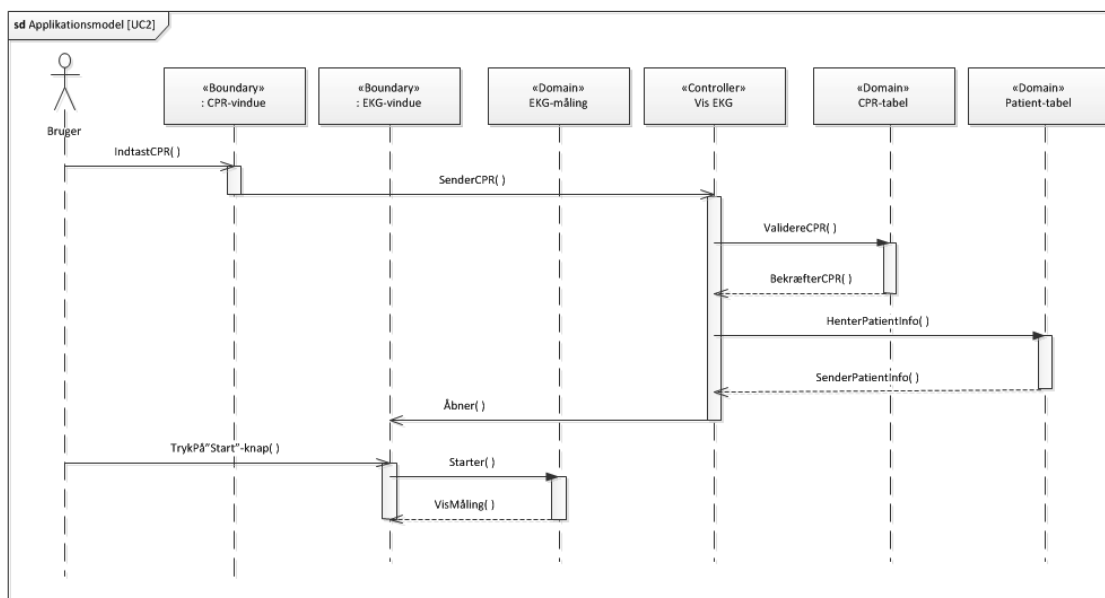 sd Applikationsmodel [UC2]
Bruger
«Boundary»
: CPR-vindue
«Boundary»
: EKG-vindue
«Domain»
EKG-måling
«Controller»
Vis EKG
«Domain»
CPR-tabel
«Domain»
Patient-tabel
IndtastCPR( )
SenderCPR( )
ValidereCPR( )
BekræfterCPR( )
HenterPatientInfo( )
SenderPatientInfo( )
Åbner( )
TrykPå"Start"-knap( )
Starter( )
VisMåling( )